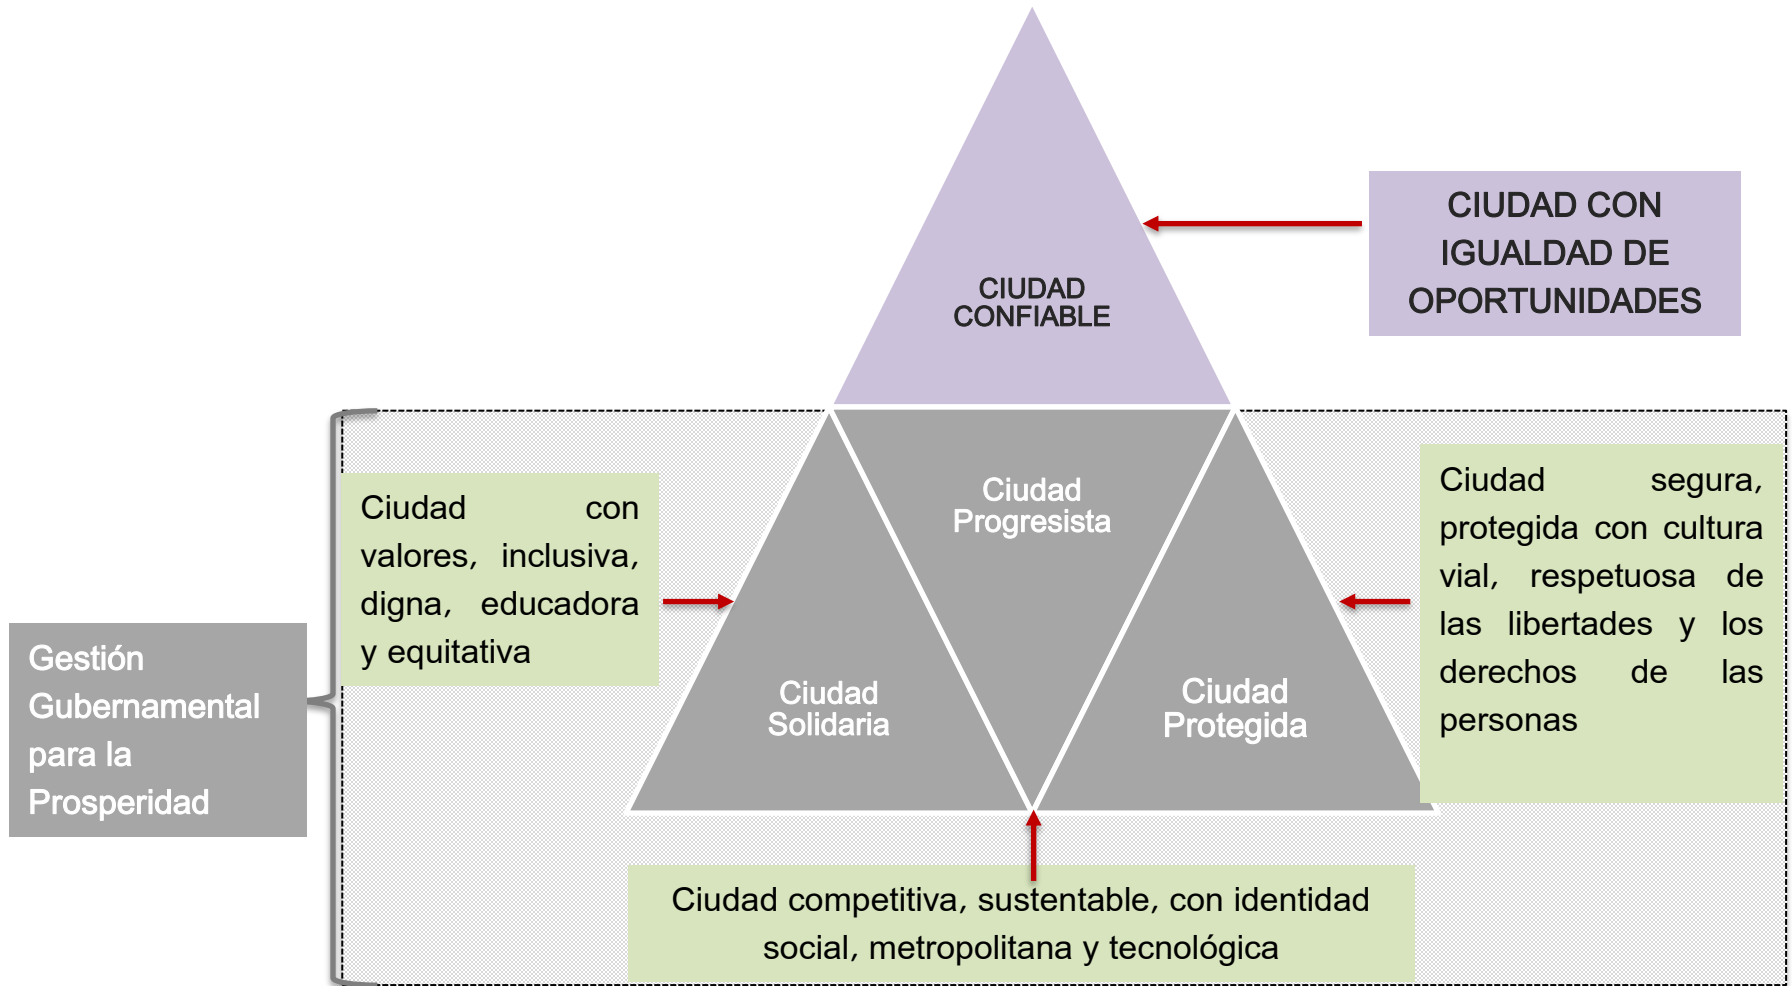 CIUDAD CON
IGUALDAD DE
OPORTUNIDADES
CIUDAD
CONFIABLE
Ciudad con
valores, inclusiva,
digna, educadora
y equitativa
Ciudad
Progresista
Ciudad segura,
protegida con cultura
vial, respetuosa de
las libertades y los
derechos de las
personas
Gestión
Gubernamental
para la
Prosperidad
Ciudad
Solidaria
Ciudad
Protegida
Ciudad competitiva, sustentable, con identidad
social, metropolitana y tecnológica